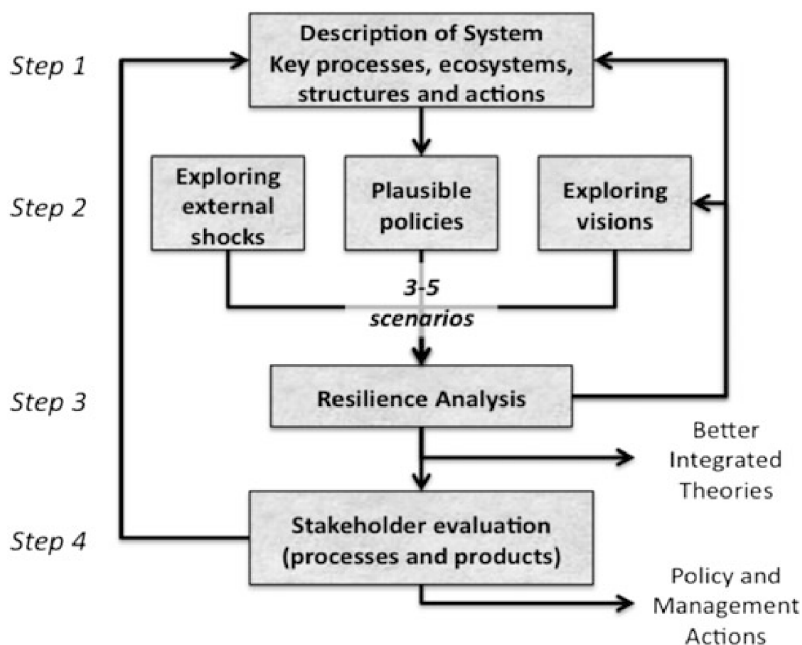 Step 1
Description of System
Key processes, ecosystems,
structures and actions
Step 2
Exploring
external
shocks
Plausible
policies
Exploring
visions
3-5
scenarios
Step 3
Resilience Analysis
Better
Integrated
Theories
Step 4
Stakeholder evaluation
(processes and products)
Policy and
Management
Actions